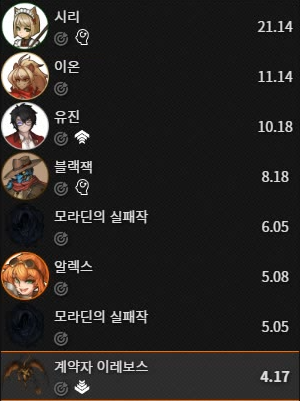 시리
21.14
이온
11.14
유진
10.18
블랙잭
8.18
모라딘의 실패작
6.05
알렉스
5.08
모라딘의 실패작
5.05
계약자 이레보스
4.17